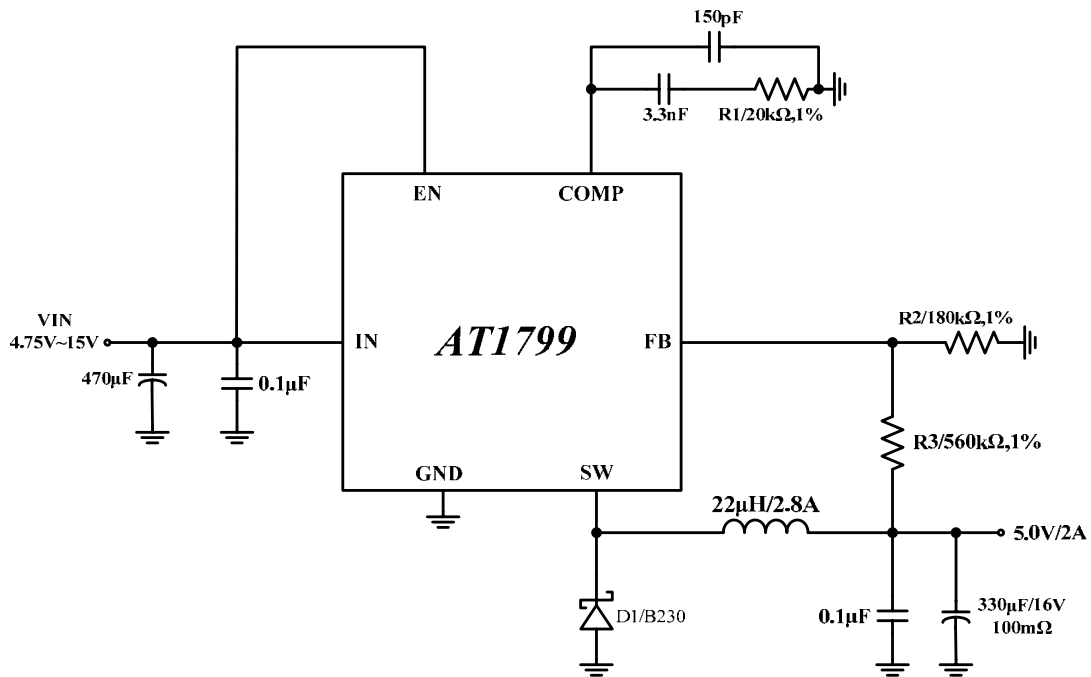 150pF
3.3nF
R1/20kΩ,1%
EN
COMP
VIN
4.75V~15V
IN
AT1799
FB
R2/180kΩ,1%
470μF
0.1μF
R3/560kΩ,1%
GND
SW
22μH/2.8A
5.0V/2A
D1/B230
0.1μF
330μF/16V
100mΩ